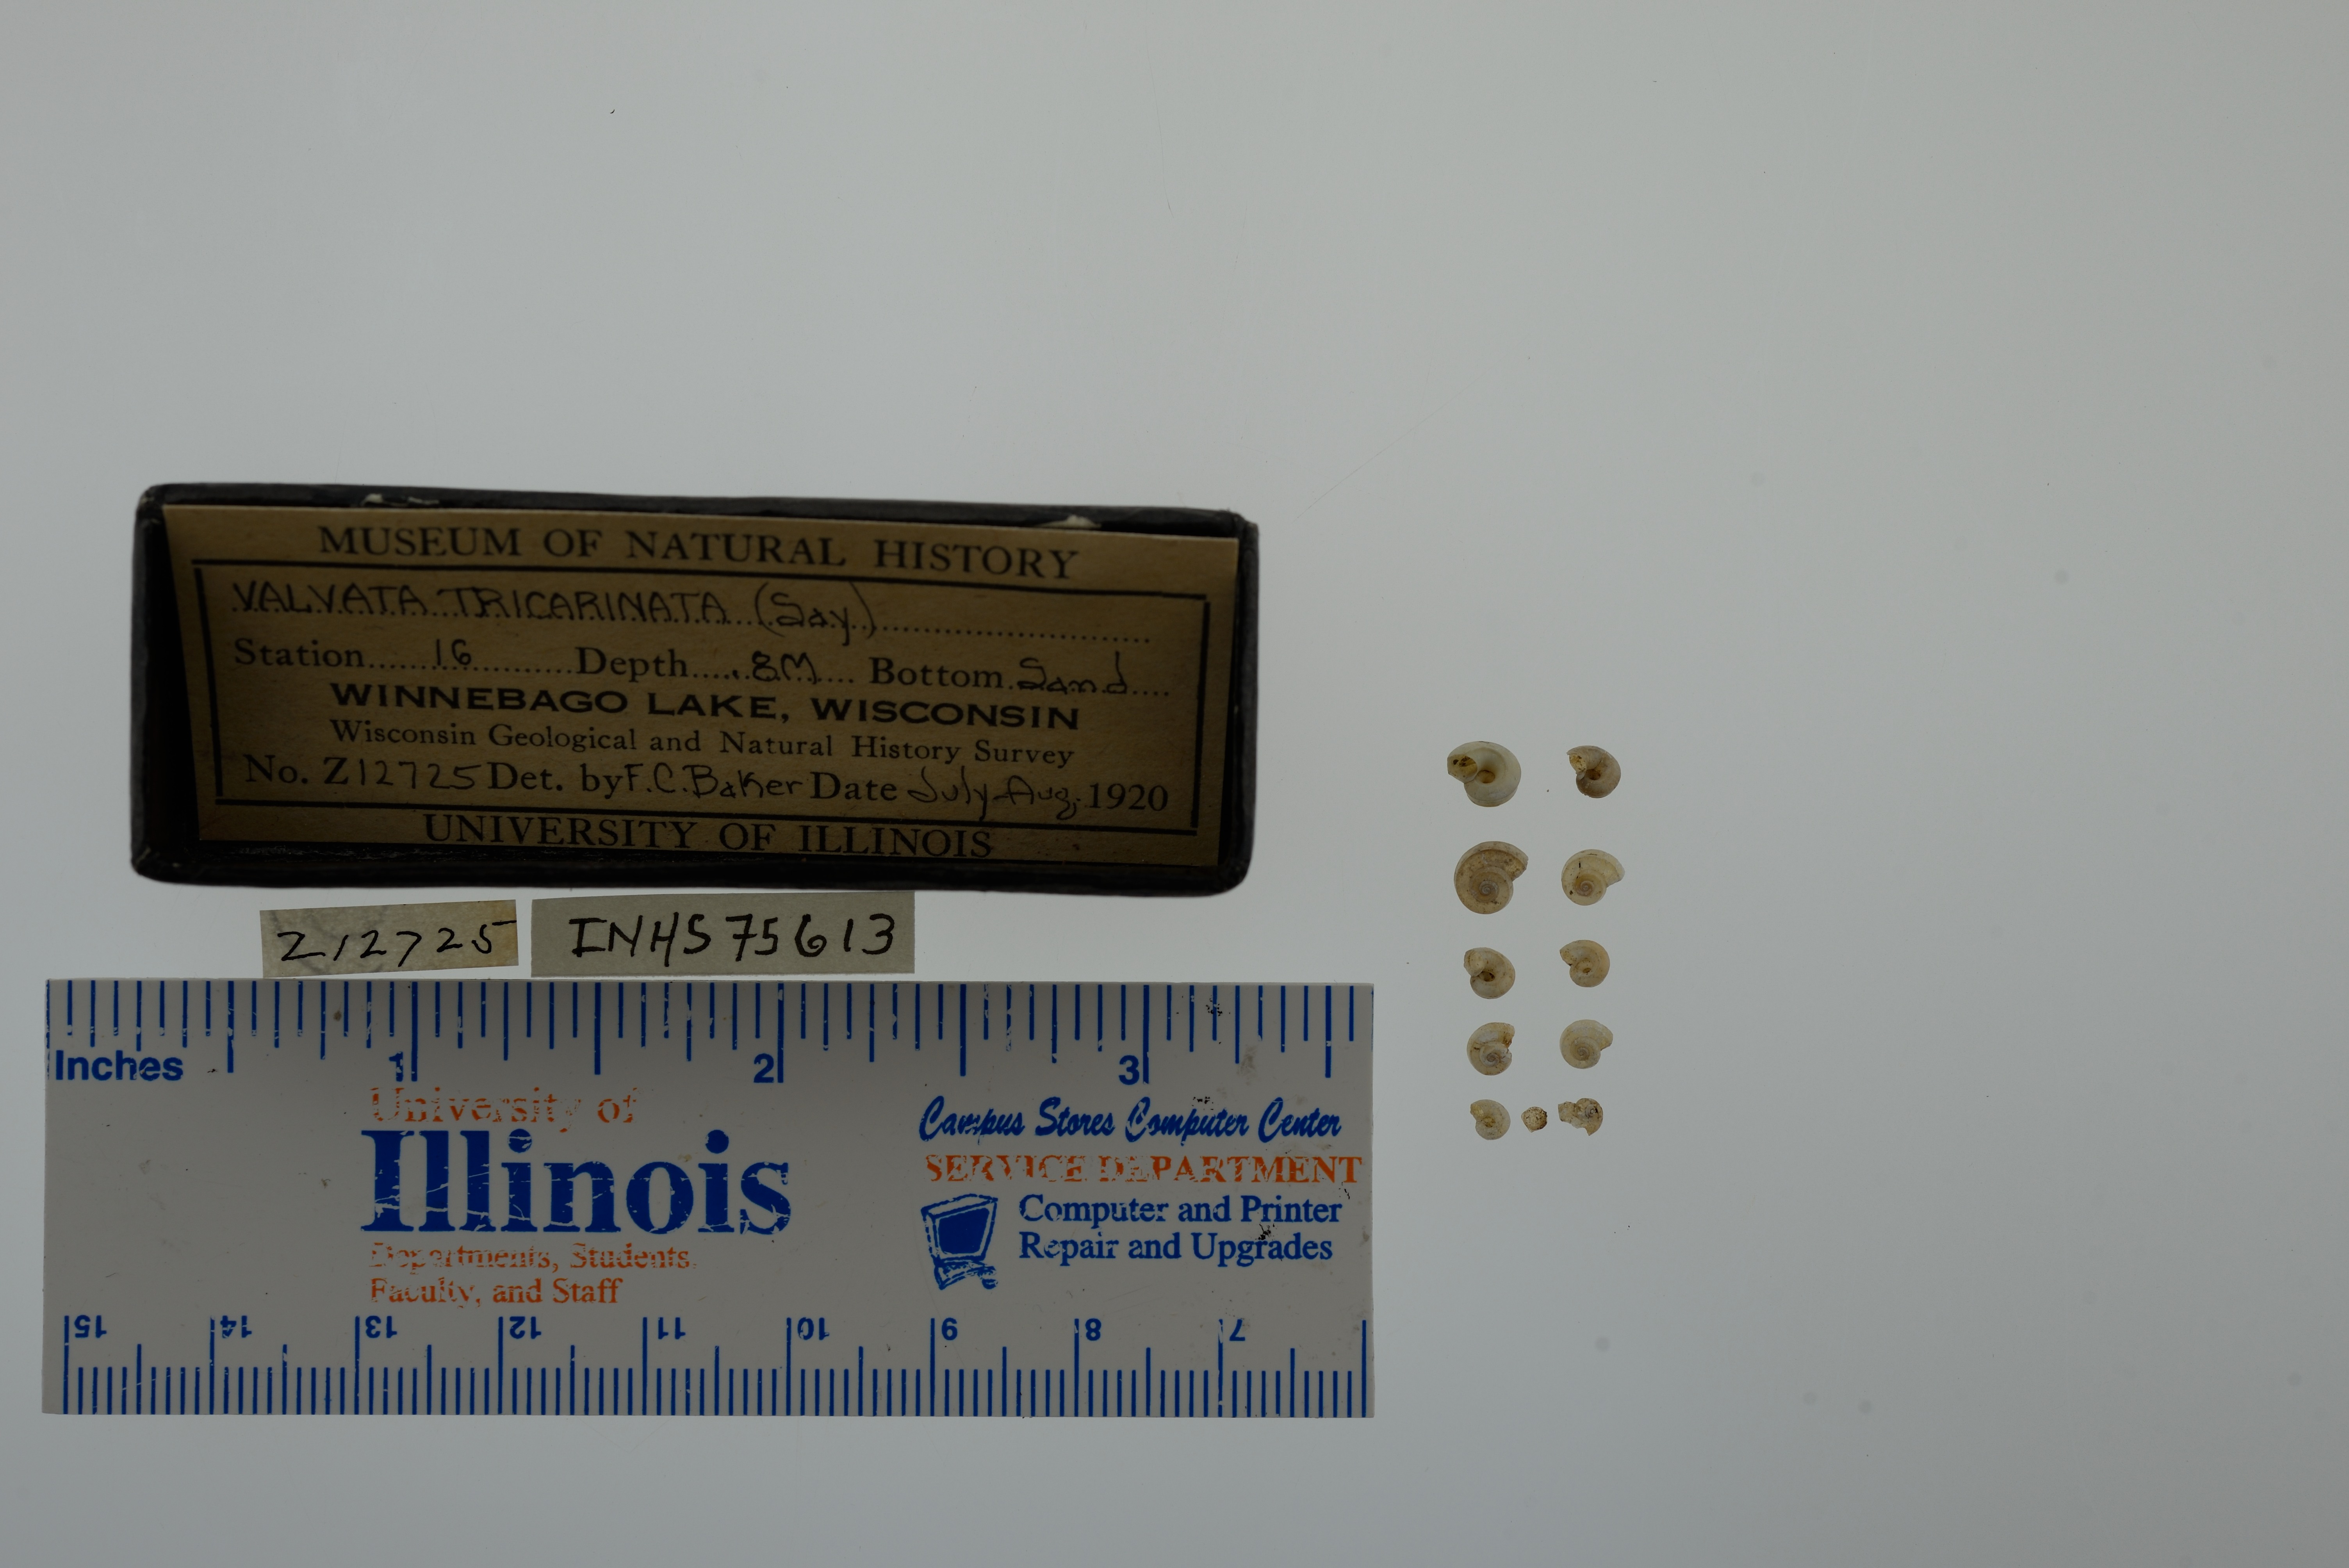 MUSEUM OF NATURAL HISTORY
VALVATA TRICARINATA (Say)
Station 16 Depth .8M Bottom Sand
WINNEBAGO LAKE, WISCONSIN
Wisconsin Geological and Natural History Survey
No. Z12725 Det. by F.C. Baker Date July-Aug, 1920
UNIVERSITY OF ILLINOIS
Z12725 INHS 75613
Inches 1 2 3
University of
Illinois
Departments, Students,
Faculty, and Staff
Campus Stores Computer Center
SERVICE DEPARTMENT
Computer and Printer
Repair and Upgrades
15 14 13 12 11 10 9 8 7